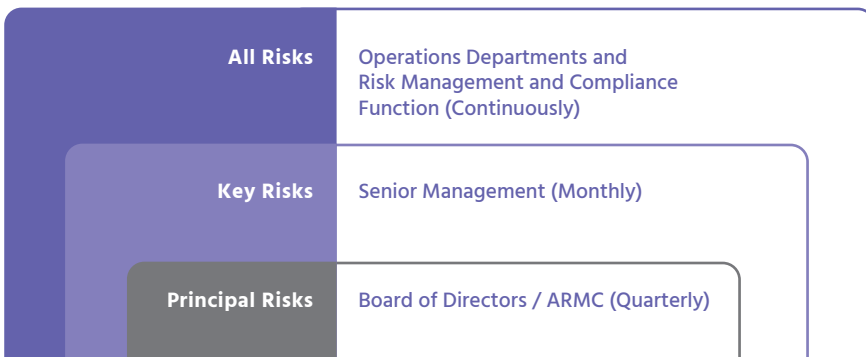 All Risks
Operations Departments and
Risk Management and Compliance
Function (Continuously)
Key Risks
Senior Management (Monthly)
Principal Risks
Board of Directors / ARMC (Quarterly)